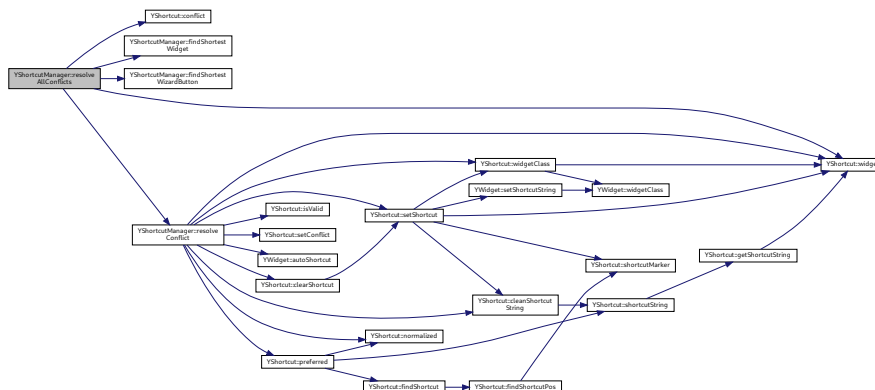 YShortcut::conflict
YShortcutManager::findShortest
Widget
YShortcutManager::resolve
AllConflicts
YShortcutManager::findShortest
WizardButton
YShortcut::widgetClass
YShortcut::widge
YWidget::setShortcutString
YWidget::widgetClass
YShortcut::isValid
YShortcut::setShortcut
YShortcutManager::resolve
Conflict
YShortcut::setConflict
YShortcut::getShortcutString
YWidget::autoShortcut
YShortcut::shortcutMarker
YShortcut::clearShortcut
YShortcut::cleanShortcut
String
YShortcut::shortcutString
YShortcut::normalized
YShortcut::preferred
YShortcut::findShortcut
YShortcut::findShortcutPos